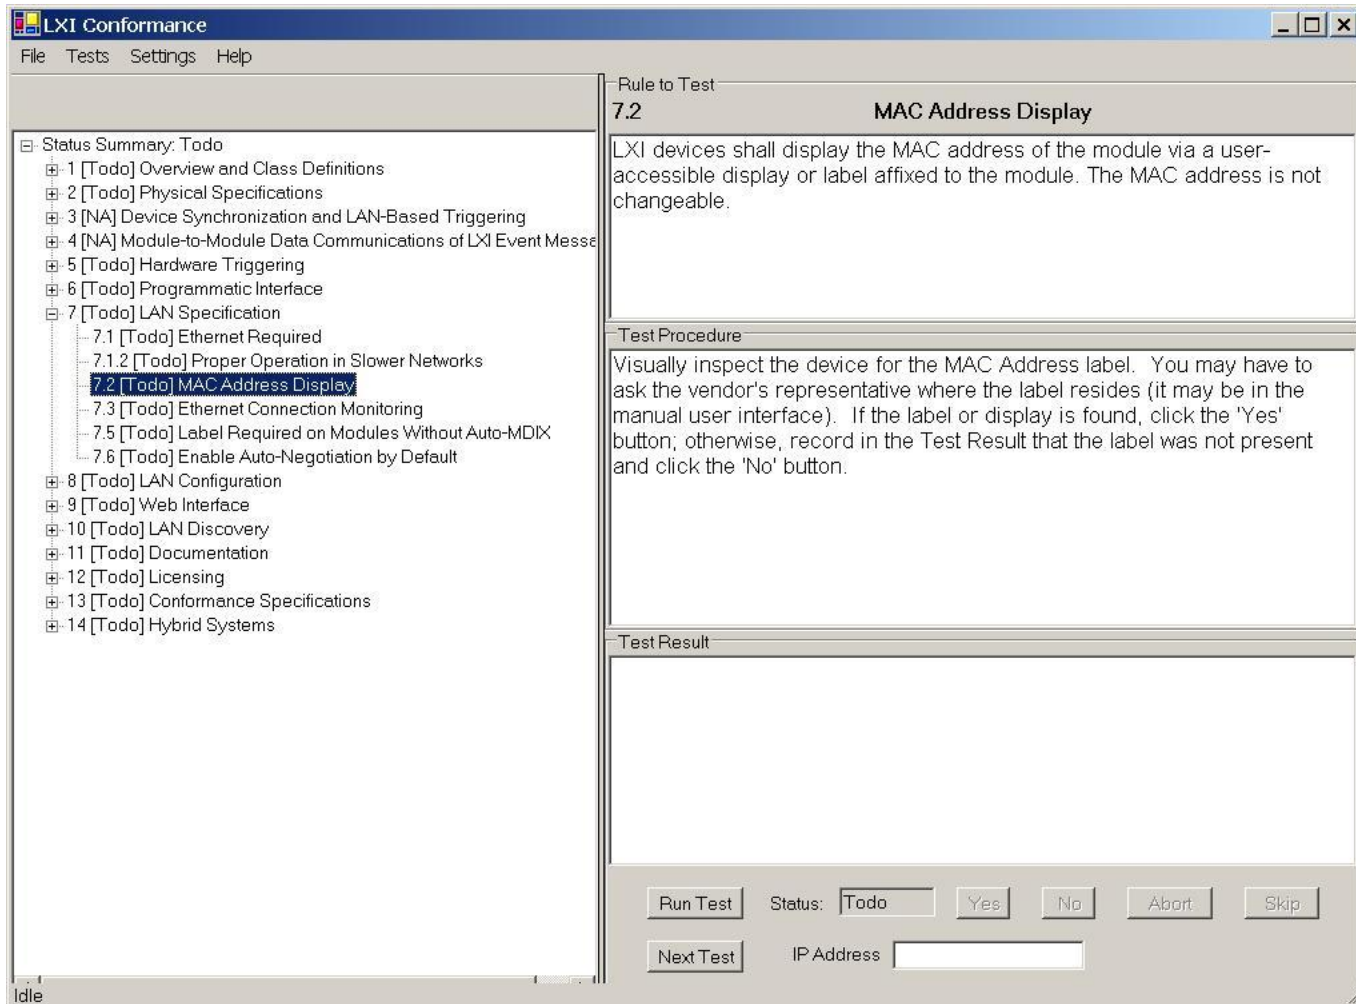 LXI Conformance
File Tests Settings Help
Status Summary: Todo
1 [Todo] Overview and Class Definitions
2 [Todo] Physical Specifications
3 [NA] Device Synchronization and LAN-Based Triggering
4 [NA] Module-to-Module Data Communications of LXI Event Messa
5 [Todo] Hardware Triggering
6 [Todo] Programmatic Interface
7 [Todo] LAN Specification
7.1 [Todo] Ethernet Required
7.1.2 [Todo] Proper Operation in Slower Networks
7.2 [Todo] MAC Address Display
7.3 [Todo] Ethernet Connection Monitoring
7.5 [Todo] Label Required on Modules Without Auto-MDIX
7.6 [Todo] Enable Auto-Negotiation by Default
8 [Todo] LAN Configuration
9 [Todo] Web Interface
10 [Todo] LAN Discovery
11 [Todo] Documentation
12 [Todo] Licensing
13 [Todo] Conformance Specifications
14 [Todo] Hybrid Systems
Rule to Test
7.2 MAC Address Display
LXI devices shall display the MAC address of the module via a user-
accessible display or label affixed to the module. The MAC address is not
changeable.
Test Procedure
Visually inspect the device for the MAC Address label. You may have to
ask the vendor's representative where the label resides (it may be in the
manual user interface). If the label or display is found, click the 'Yes'
button; otherwise, record in the Test Result that the label was not present
and click the 'No' button.
Test Result
Run Test Status: Todo Yes No Abort Skip
Next Test IP Address
Idle